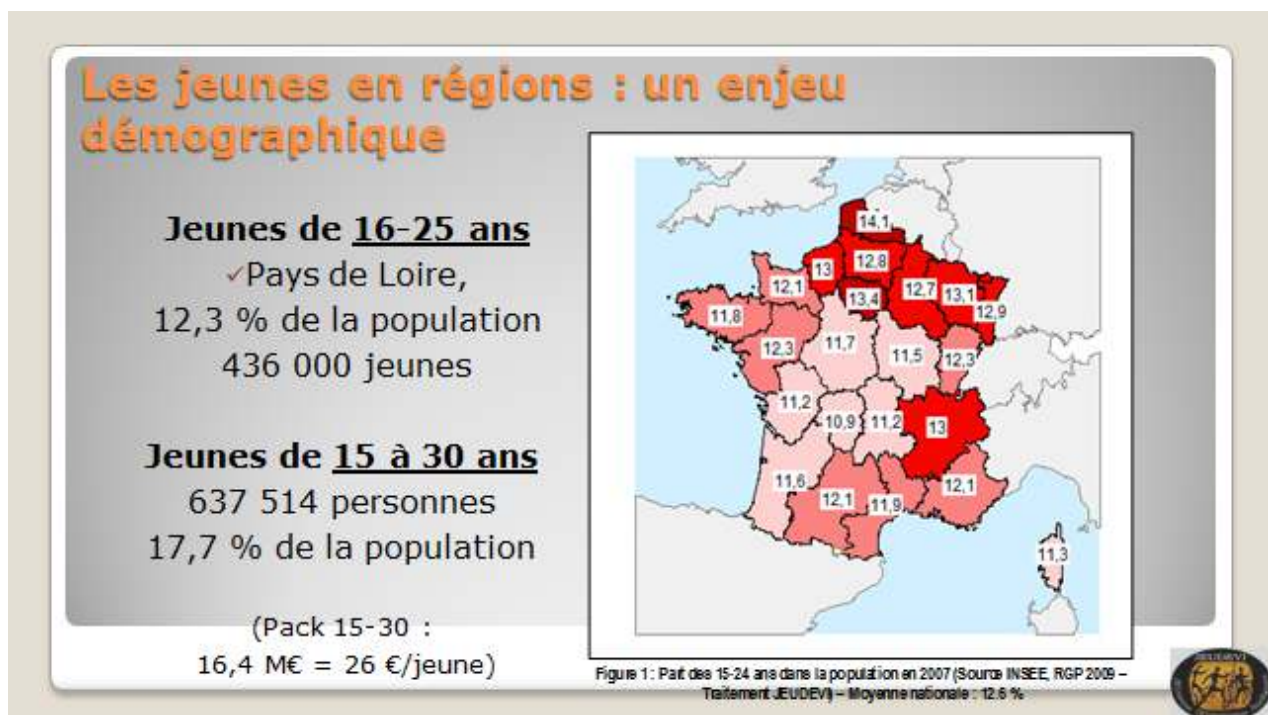 Les jeunes en régions : un enjeu
démographique
Jeunes de 16-25 ans
✓Pays de Loire,
12,3 % de la population
436 000 jeunes
Jeunes de 15 à 30 ans
637 514 personnes
17,7 % de la population
(Pack 15-30 :
16,4 M€ = 26 €/jeune)
14,1
13
12,8
12,1
13,4
12,7
13,1
12,9
11,8
12,3
11,7
11,5
12,3
11,2
10,9
11,2
13
11,6
12,1
11,9
12,1
11,3
Figure 1 : Part des 15-24 ans dans la population en 2007 (Source INSEE, RGP 2009 –
Traitement JEUDEVI) – Moyenne nationale : 12.6 %
JEUDEVI